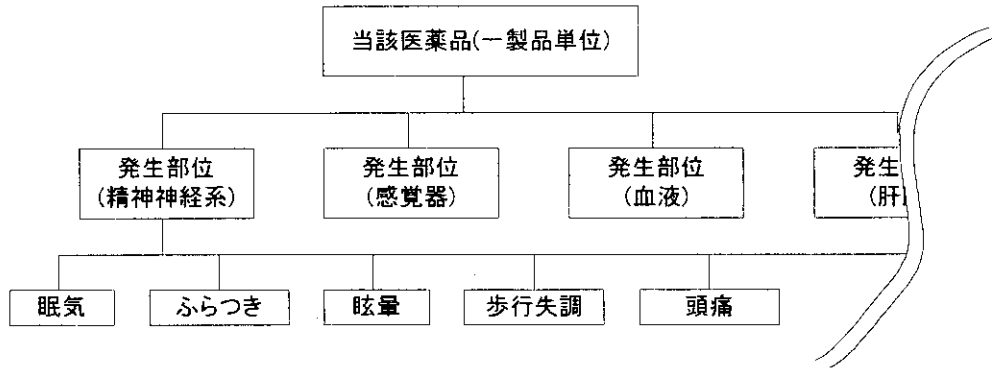 当該医薬品(一製品単位)
発生部位
(精神神経系)
発生部位
(感覚器)
発生部位
(血液)
発生
(肝
眠気
ふらつき
眩暈
歩行失調
頭痛